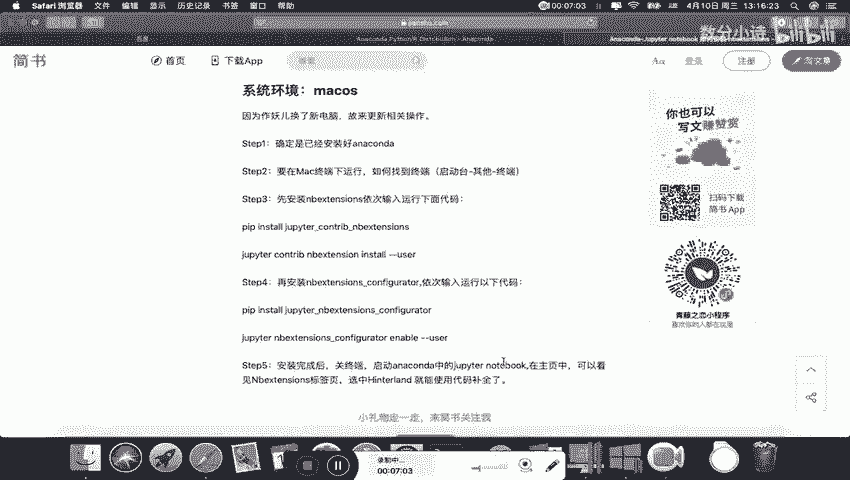 Safari 浏览器 文件 编辑 显示 历史记录 书签 窗口 帮助
00:07:03
4月10日 周三 13:16:23
数分小诗 bilibili
Anaconda Python/R Distribution - Anaconda
简书
首页
下载App
Aα
登录
注册
写文章
系统环境：macos
因为作妖儿换了新电脑，故来更新相关操作。
Step1：确定是已经安装好anaconda
Step2：要在Mac终端下运行，如何找到终端（启动台-其他-终端）
Step3：先安装nbextensions依次输入运行下面代码：
pip install jupyter_contrib_nbextensions
jupyter contrib nbextension install --user
Step4：再安装nbextensions_configurator,依次输入运行以下代码：
pip install jupyter_nbextensions_configurator
jupyter nbextensions_configurator enable --user
Step5：安装完成后，关终端，启动anaconda中的jupyter notebook,在主页中，可以看
见Nbextensions标签页，选中Hinterland 就能使用代码补全了。
小礼物走一走，来简书关注我
你也可以
写文赚赞赏
扫码下载
简书 App
青藤之恋小程序
喜欢你的人都在这里
录制中...
00:07:03